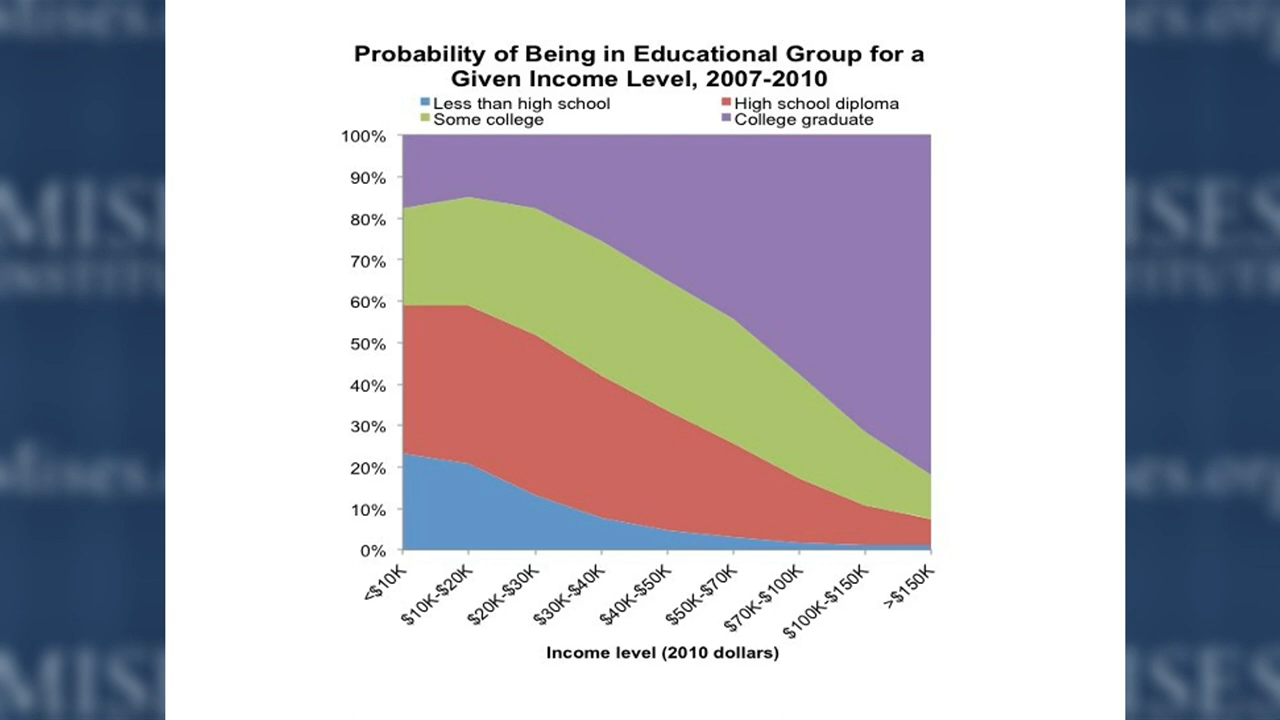 Probability of Being in Educational Group for a
Given Income Level, 2007-2010
Less than high school
High school diploma
Some college
College graduate
100%
90%
80%
70%
60%
50%
40%
30%
20%
10%
0%
<$10K
$10K-$20K
$20K-$30K
$30K-$40K
$40K-$50K
$50K-$70K
$70K-$100K
$100K-$150K
>$150K
Income level (2010 dollars)